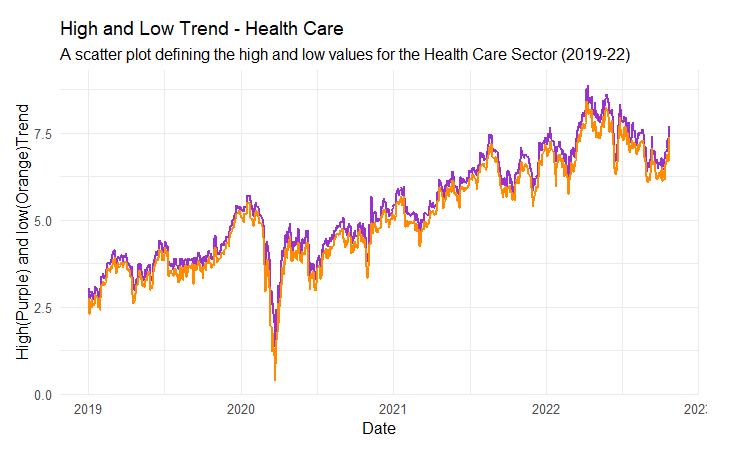 High and Low Trend - Health Care
A scatter plot defining the high and low values for the Health Care Sector (2019-22)
High(Purple) and low(Orange)Trend
7.5
5.0
2.5
0.0
2019 2020 2021 2022 202
Date